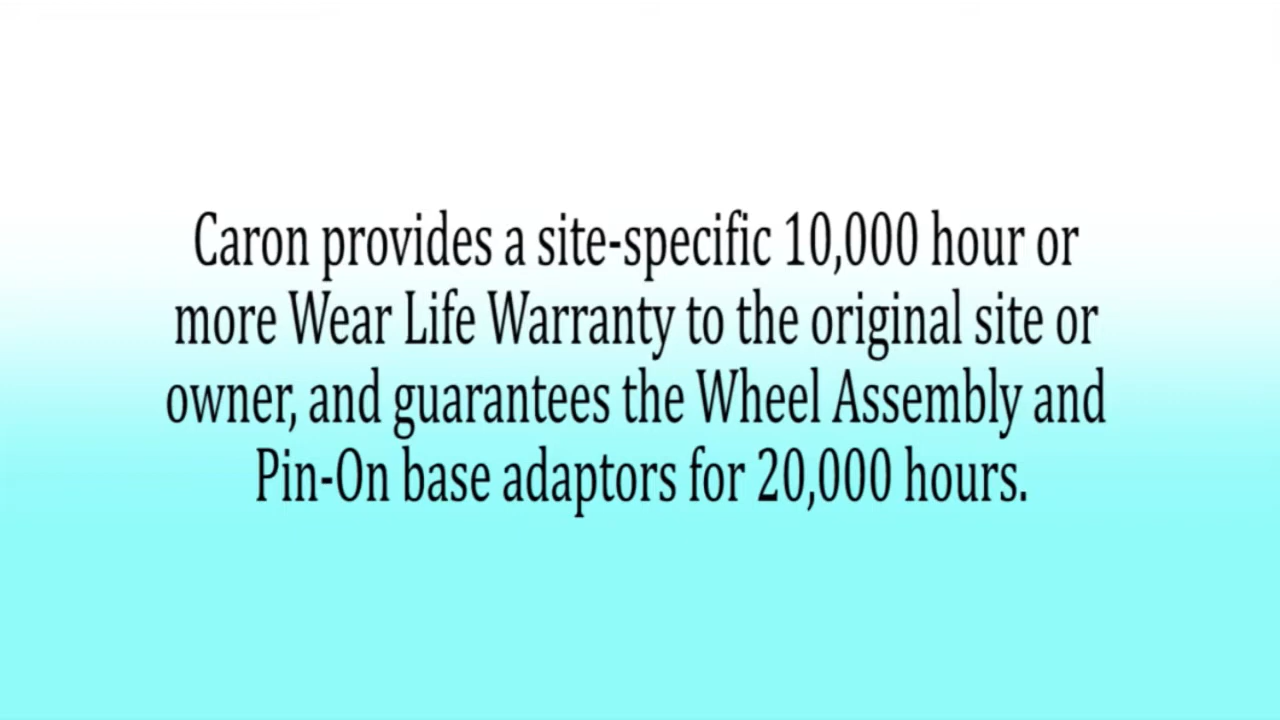 Caron provides a site-specific 10,000 hour or
more Wear Life Warranty to the original site or
owner, and guarantees the Wheel Assembly and
Pin-On base adaptors for 20,000 hours.